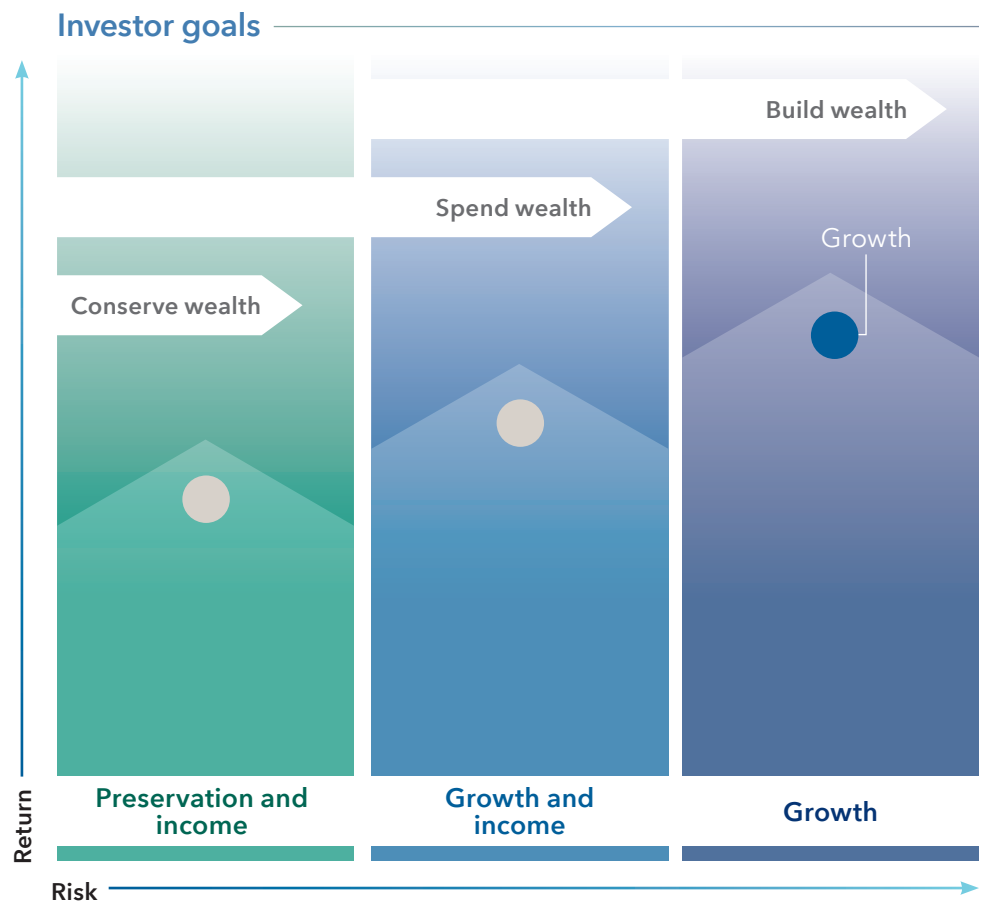 Investor goals
Build wealth
Spend wealth
Growth
Conserve wealth
Preservation and
income
Growth and
income
Growth
Return
Risk